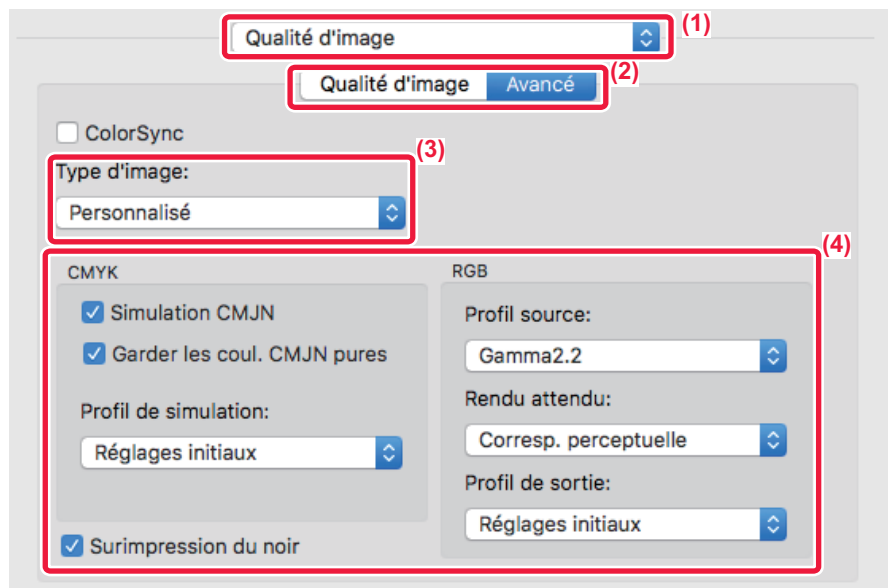 Qualité d'image
(1)
Qualité d'image Avancé
(2)
ColorSync
(3)
Type d'image:
Personnalisé
(4)
CMYK
Simulation CMJN
Garder les coul. CMJN pures
Profil de simulation:
Réglages initiaux
Surimpression du noir
RGB
Profil source:
Gamma2.2
Rendu attendu:
Corresp. perceptuelle
Profil de sortie:
Réglages initiaux